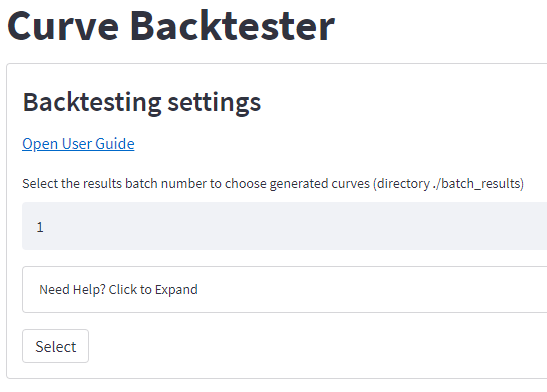 Curve Backtester
Backtesting settings
Open User Guide
Select the results batch number to choose generated curves (directory ./batch_results)
1
Need Help? Click to Expand
Select